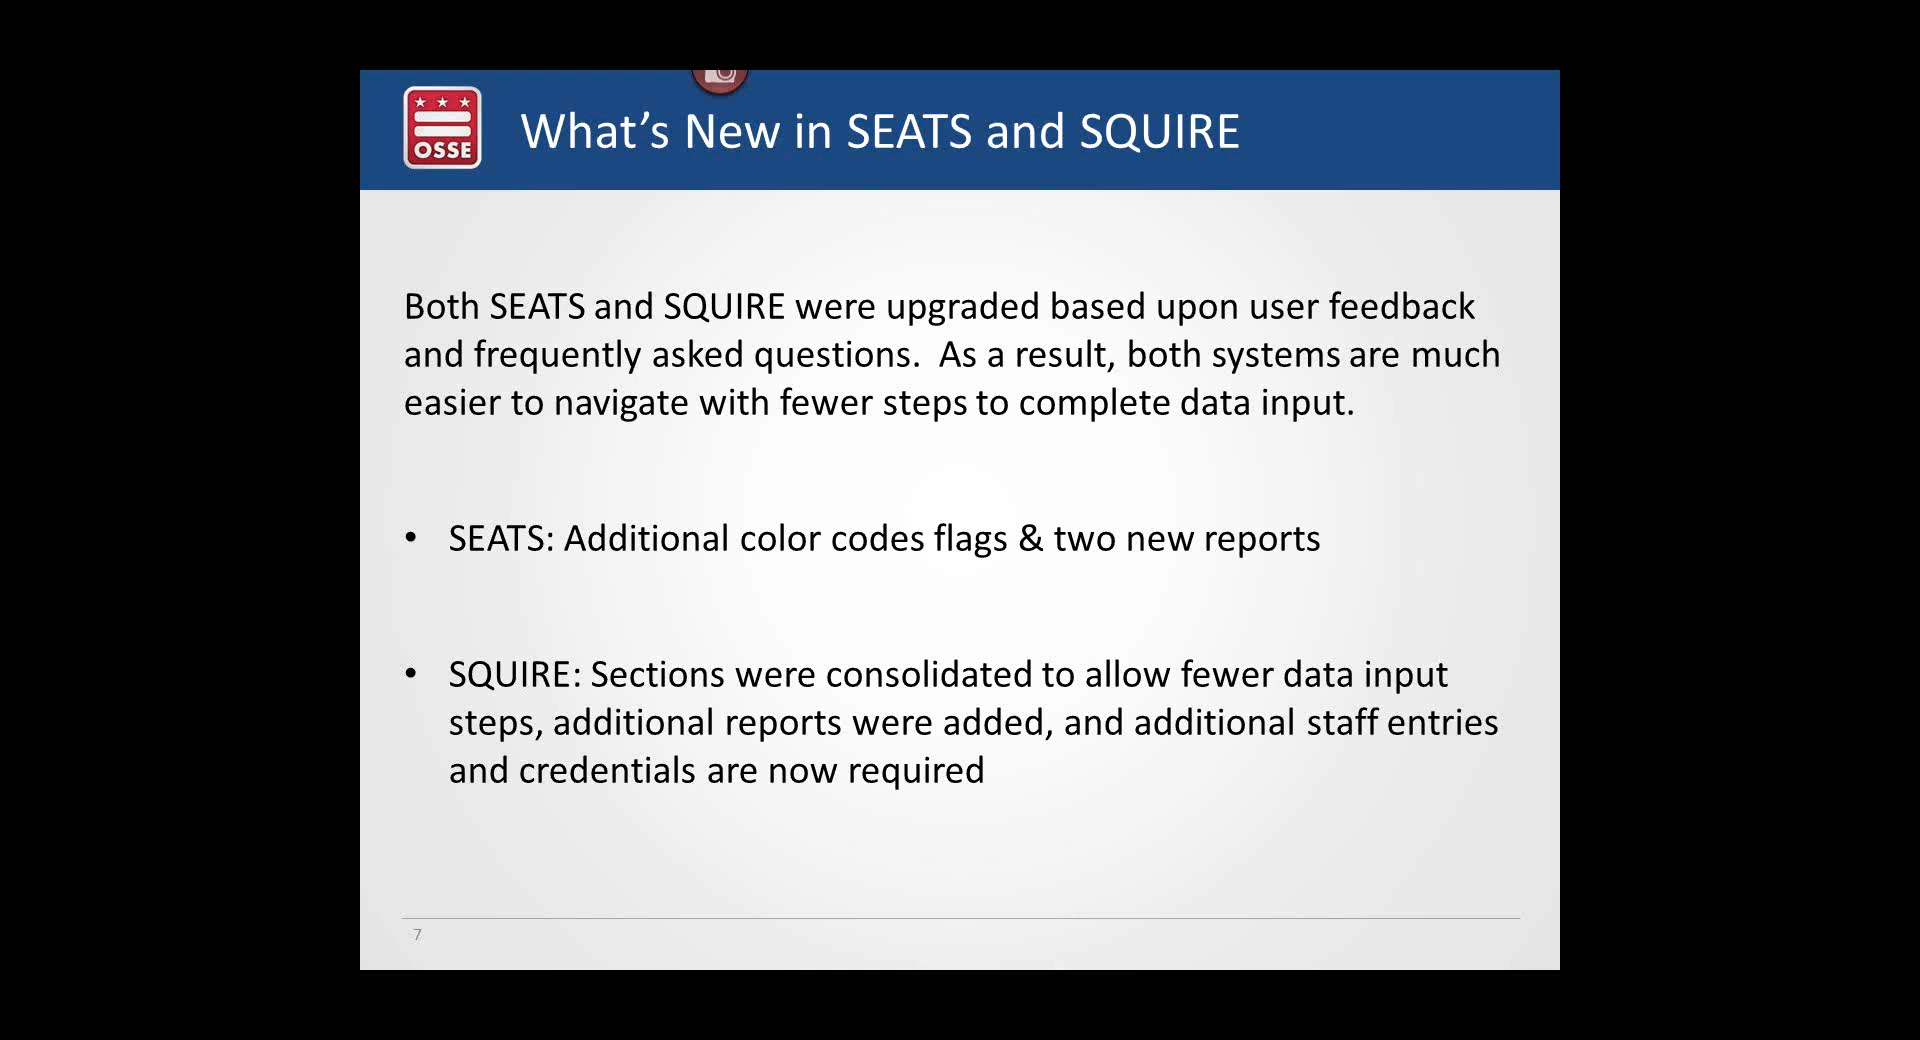 OSSE
What’s New in SEATS and SQUIRE
Both SEATS and SQUIRE were upgraded based upon user feedback
and frequently asked questions.  As a result, both systems are much
easier to navigate with fewer steps to complete data input.
• SEATS: Additional color codes flags & two new reports
• SQUIRE: Sections were consolidated to allow fewer data input
steps, additional reports were added, and additional staff entries
and credentials are now required
7